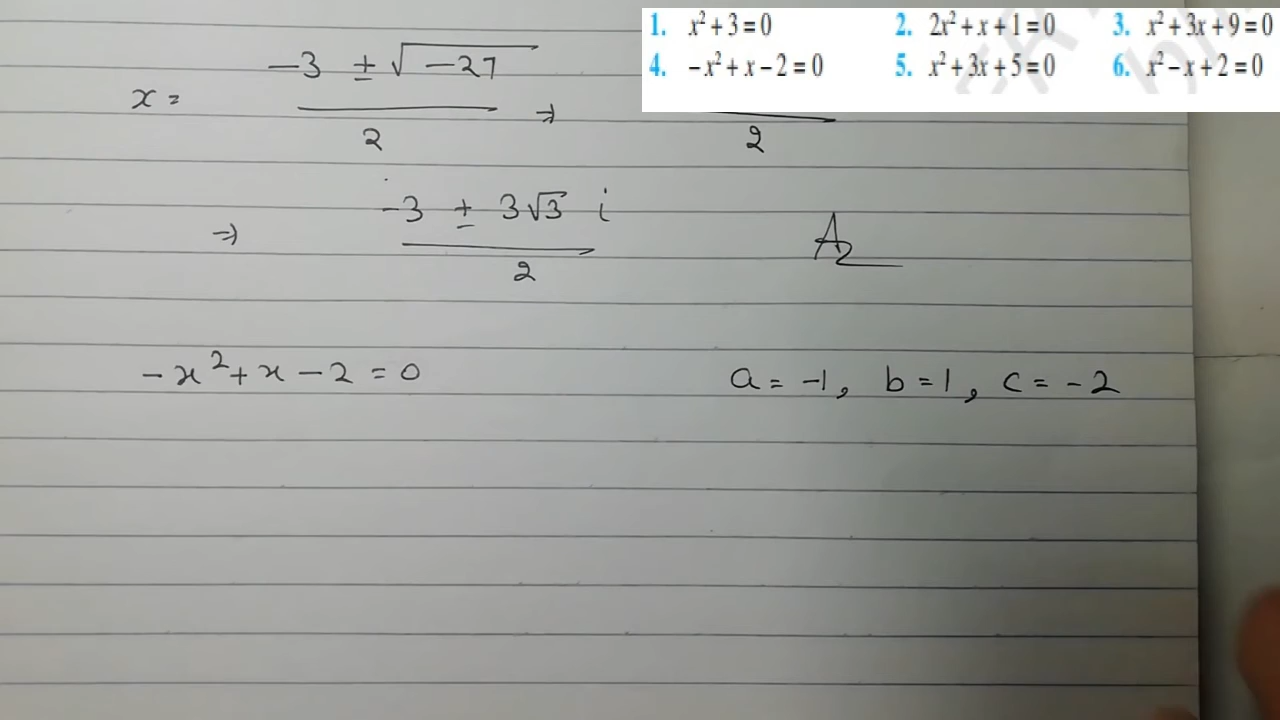 1. x²+3=0 2. 2x²+x+1=0 3. x²+3x+9=0
4. -x²+x-2=0 5. x²+3x+5=0 6. x²-x+2=0
x = (-3 ± √-27)/2 ⇒ 2
⇒ (-3 ± 3√3 i)/2
-x²+x-2=0 a=-1, b=1, c=-2